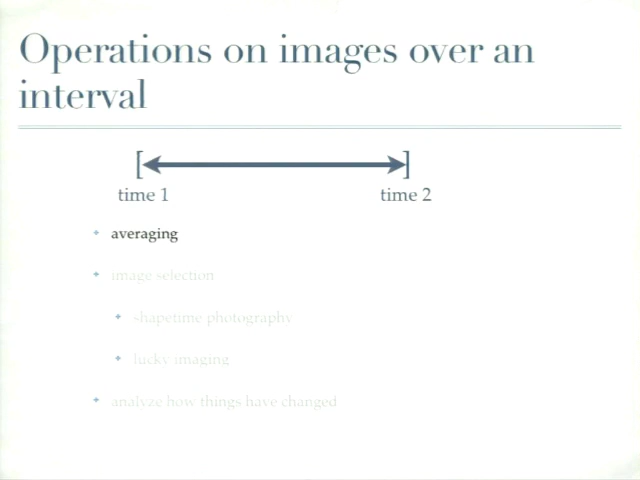 Operations on images over an
interval
[ ]
time 1 time 2
averaging
image selection
shapetime photography
lucky imaging
analyze how things have changed